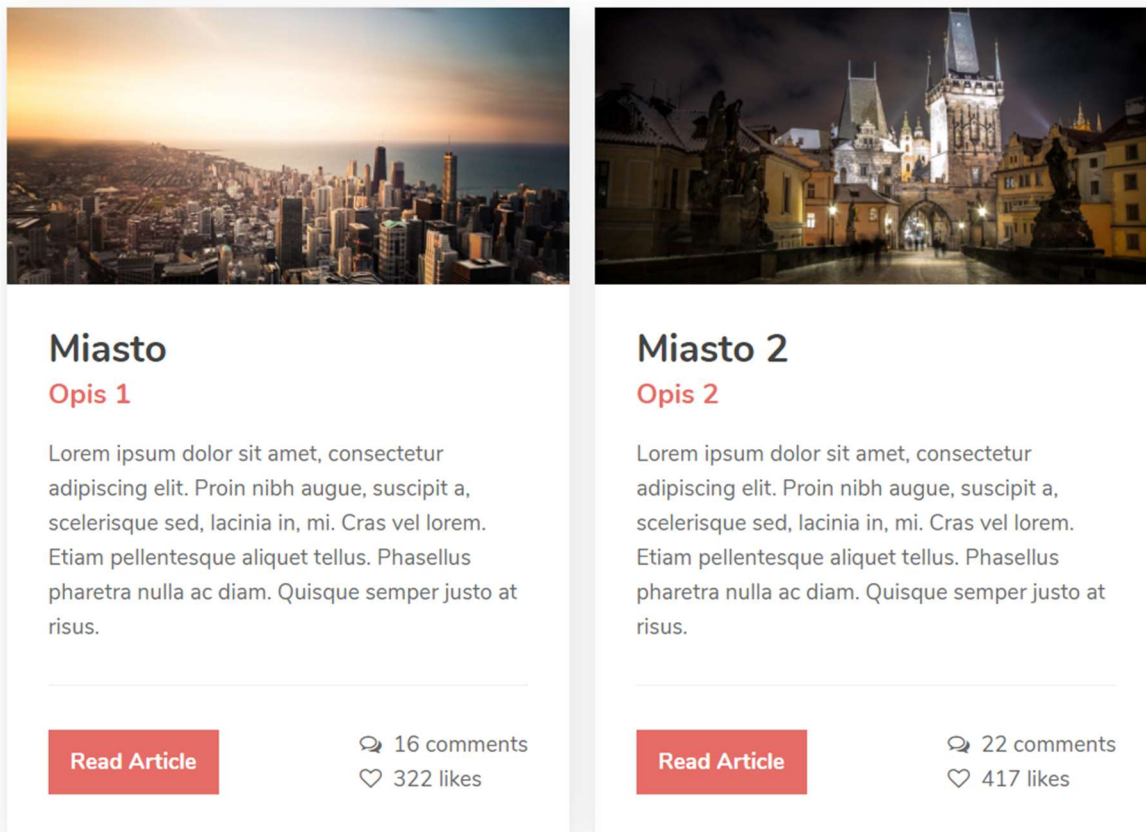 Miasto
Opis 1
Lorem ipsum dolor sit amet, consectetur
adipiscing elit. Proin nibh augue, suscipit a,
scelerisque sed, lacinia in, mi. Cras vel lorem.
Etiam pellentesque aliquet tellus. Phasellus
pharetra nulla ac diam. Quisque semper justo at
risus.
Read Article
16 comments
322 likes
Miasto 2
Opis 2
Lorem ipsum dolor sit amet, consectetur
adipiscing elit. Proin nibh augue, suscipit a,
scelerisque sed, lacinia in, mi. Cras vel lorem.
Etiam pellentesque aliquet tellus. Phasellus
pharetra nulla ac diam. Quisque semper justo at
risus.
Read Article
22 comments
417 likes